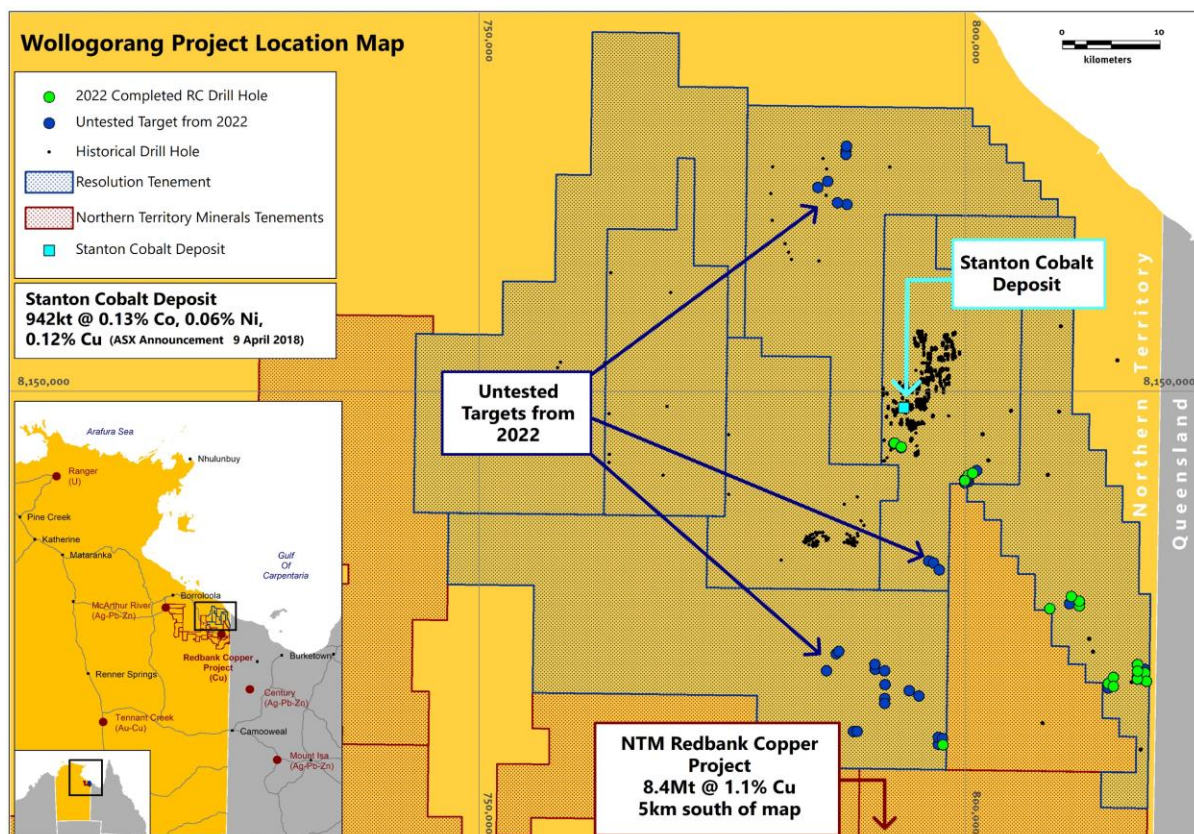 Wollogorang Project Location Map
2022 Completed RC Drill Hole
Untested Target from 2022
Historical Drill Hole
Resolution Tenement
Northern Territory Minerals Tenements
Stanton Cobalt Deposit
Stanton Cobalt Deposit
942kt @ 0.13% Co, 0.06% Ni,
0.12% Cu (ASX Announcement 9 April 2018)
750,000
800,000
0
10
kilometers
Stanton Cobalt
Deposit
Untested
Targets from
2022
8,150,000
8,150,000
Northern Territory
Queensland
NTM Redbank Copper
Project
8.4Mt @ 1.1% Cu
5km south of map
750,000
800,000
Arafura Sea
Nhulunbuy
Ranger
(U)
Pine Creek
Katherine
Mataranka
Gulf
Of
Carpentaria
Borroloola
McArthur River
(Ag-Pb-Zn)
Redbank Copper
Project
(Cu)
Burketown
Renner Springs
Century
(Ag-Pb-Zn)
Tennant Creek
(Au-Cu)
Camooweal
Mount Isa
(Ag-Pb-Zn)